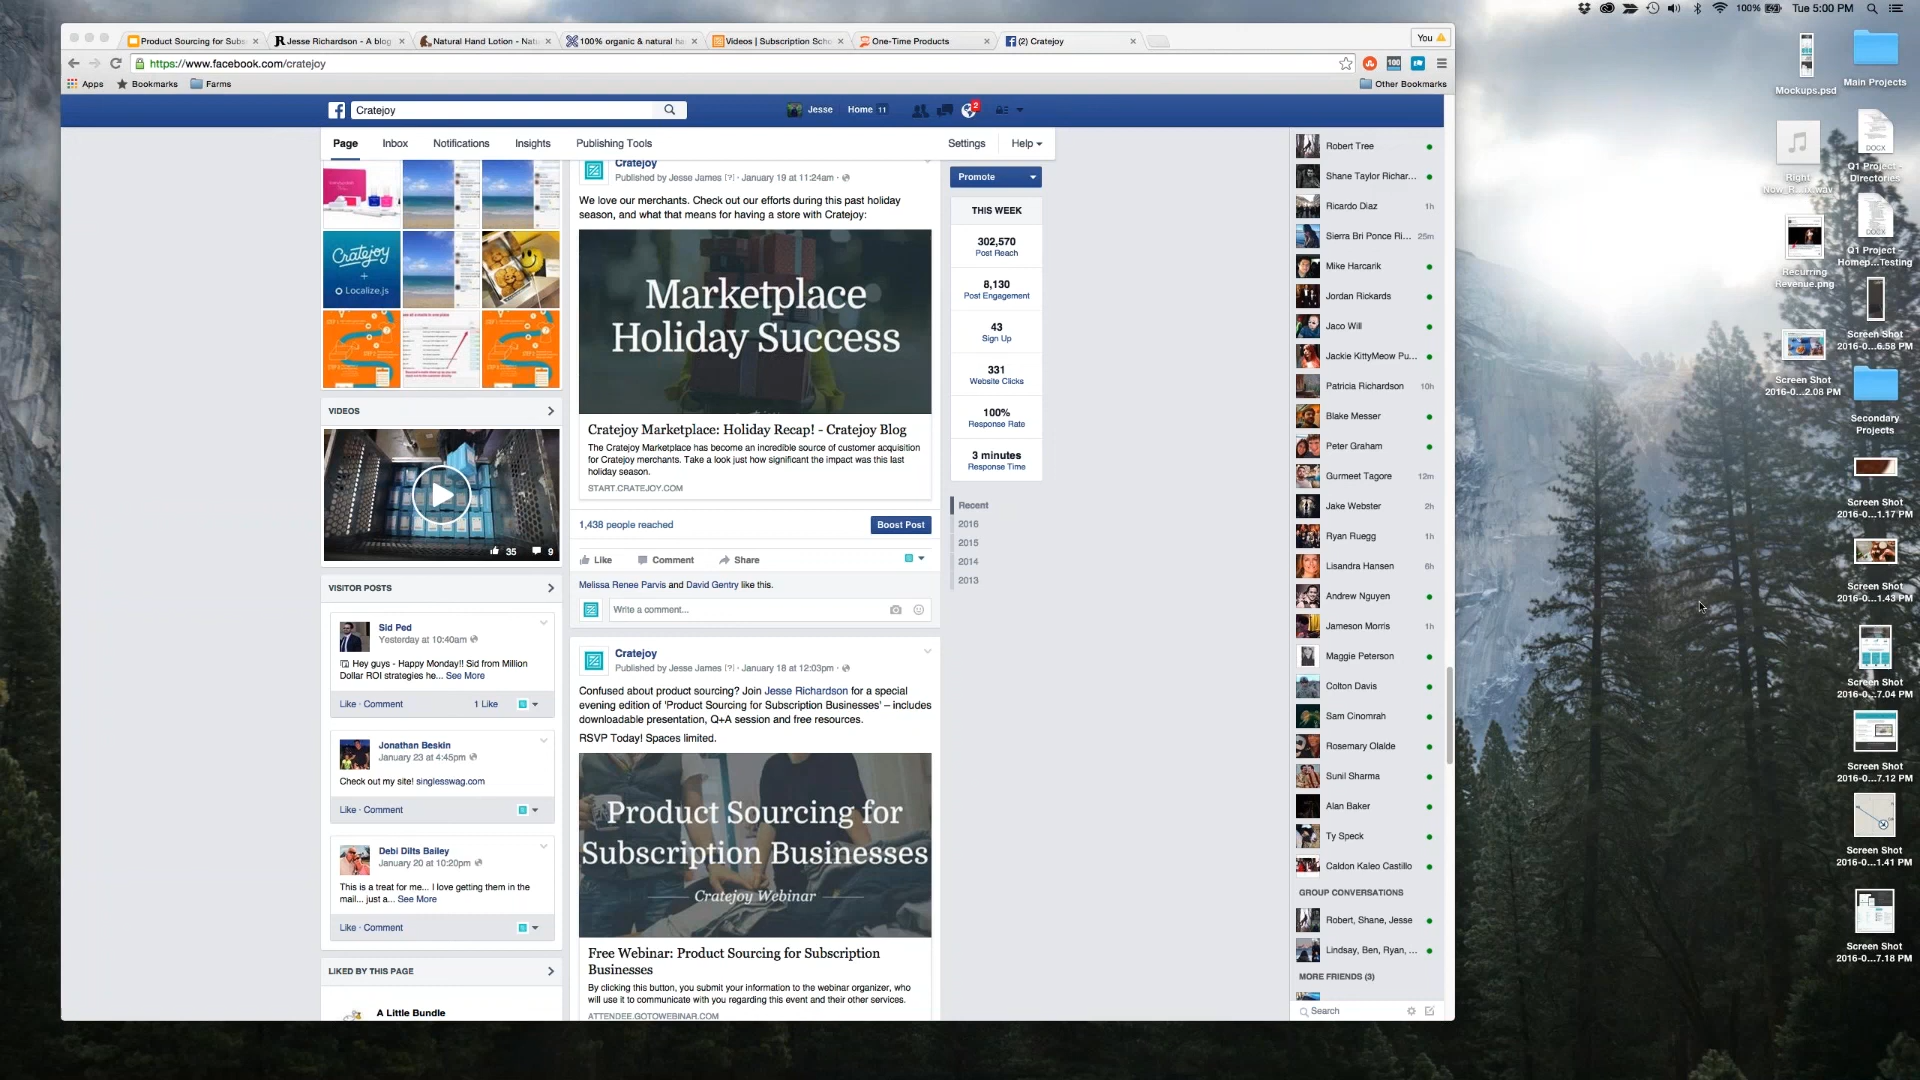 100%
Tue 5:00 PM
Product Sourcing for Subs
Jesse Richardson - A blog
Natural Hand Lotion - Natu
100% organic & natural ha
Videos | Subscription Scho
One-Time Products
(2) Cratejoy
You
https://www.facebook.com/cratejoy
100
Apps
Bookmarks
Farms
Other Bookmarks
Cratejoy
Jesse
Home 11
2
Page
Inbox
Notifications
Insights
Publishing Tools
Settings
Help
Cratejoy
+
Localize.js
VIDEOS
35
9
VISITOR POSTS
Sid Ped
Yesterday at 10:40am
Hey guys - Happy Monday!! Sid from Million
Dollar ROI strategies he... See More
Like · Comment
1 Like
Jonathan Beskin
January 23 at 4:45pm
Check out my site! singlesswag.com
Like · Comment
Debi Dilts Bailey
January 20 at 10:20pm
This is a treat for me... I love getting them in the
mail... just a... See More
Like · Comment
LIKED BY THIS PAGE
A Little Bundle
Cratejoy
Published by Jesse James [?] · January 19 at 11:24am ·
We love our merchants. Check out our efforts during this past holiday
season, and what that means for having a store with Cratejoy:
Marketplace
Holiday Success
Cratejoy Marketplace: Holiday Recap! - Cratejoy Blog
The Cratejoy Marketplace has become an incredible source of customer acquisition
for Cratejoy merchants. Take a look just how significant the impact was this last
holiday season.
START.CRATEJOY.COM
1,438 people reached
Boost Post
Like
Comment
Share
Melissa Renee Parvis and David Gentry like this.
Write a comment...
Cratejoy
Published by Jesse James [?] · January 18 at 12:03pm ·
Confused about product sourcing? Join Jesse Richardson for a special
evening edition of 'Product Sourcing for Subscription Businesses' – includes
downloadable presentation, Q+A session and free resources.
RSVP Today! Spaces limited.
Product Sourcing for
Subscription Businesses
Cratejoy Webinar
Free Webinar: Product Sourcing for Subscription
Businesses
By clicking this button, you submit your information to the webinar organizer, who
will use it to communicate with you regarding this event and their other services.
ATTENDEE.GOTOWEBINAR.COM
Promote
THIS WEEK
302,570
Post Reach
8,130
Post Engagement
43
Sign Up
331
Website Clicks
100%
Response Rate
3 minutes
Response Time
Recent
2016
2015
2014
2013
Robert Tree
Shane Taylor Richar...
Ricardo Diaz 1h
Sierra Bri Ponce Ri... 25m
Mike Harcarik
Jordan Rickards
Jaco Will
Jackie KittyMeow Pu...
Patricia Richardson 10h
Blake Messer
Peter Graham
Gurmeet Tagore 12m
Jake Webster 2h
Ryan Ruegg 1h
Lisandra Hansen 6h
Andrew Nguyen
Jameson Morris 1h
Maggie Peterson
Colton Davis
Sam Cinomrah
Rosemary Olalde
Sunil Sharma
Alan Baker
Ty Speck
Caldon Kaleo Castillo
GROUP CONVERSATIONS
Robert, Shane, Jesse
Lindsay, Ben, Ryan, ...
MORE FRIENDS (3)
Search
Mockups.psd
Main Projects
Right
Now_R...ix.wav
DOCX
Q1 Project -
Directories
Recurring
Revenue.png
DOCX
Q1 Project -
Homep...Testing
Screen Shot
2016-0...6.58 PM
Screen Shot
2016-0...2.08 PM
Secondary
Projects
Screen Shot
2016-0...1.17 PM
Screen Shot
2016-0...1.43 PM
Screen Shot
2016-0...7.04 PM
Screen Shot
2016-0...7.12 PM
Screen Shot
2016-0...1.41 PM
Screen Shot
2016-0...7.18 PM